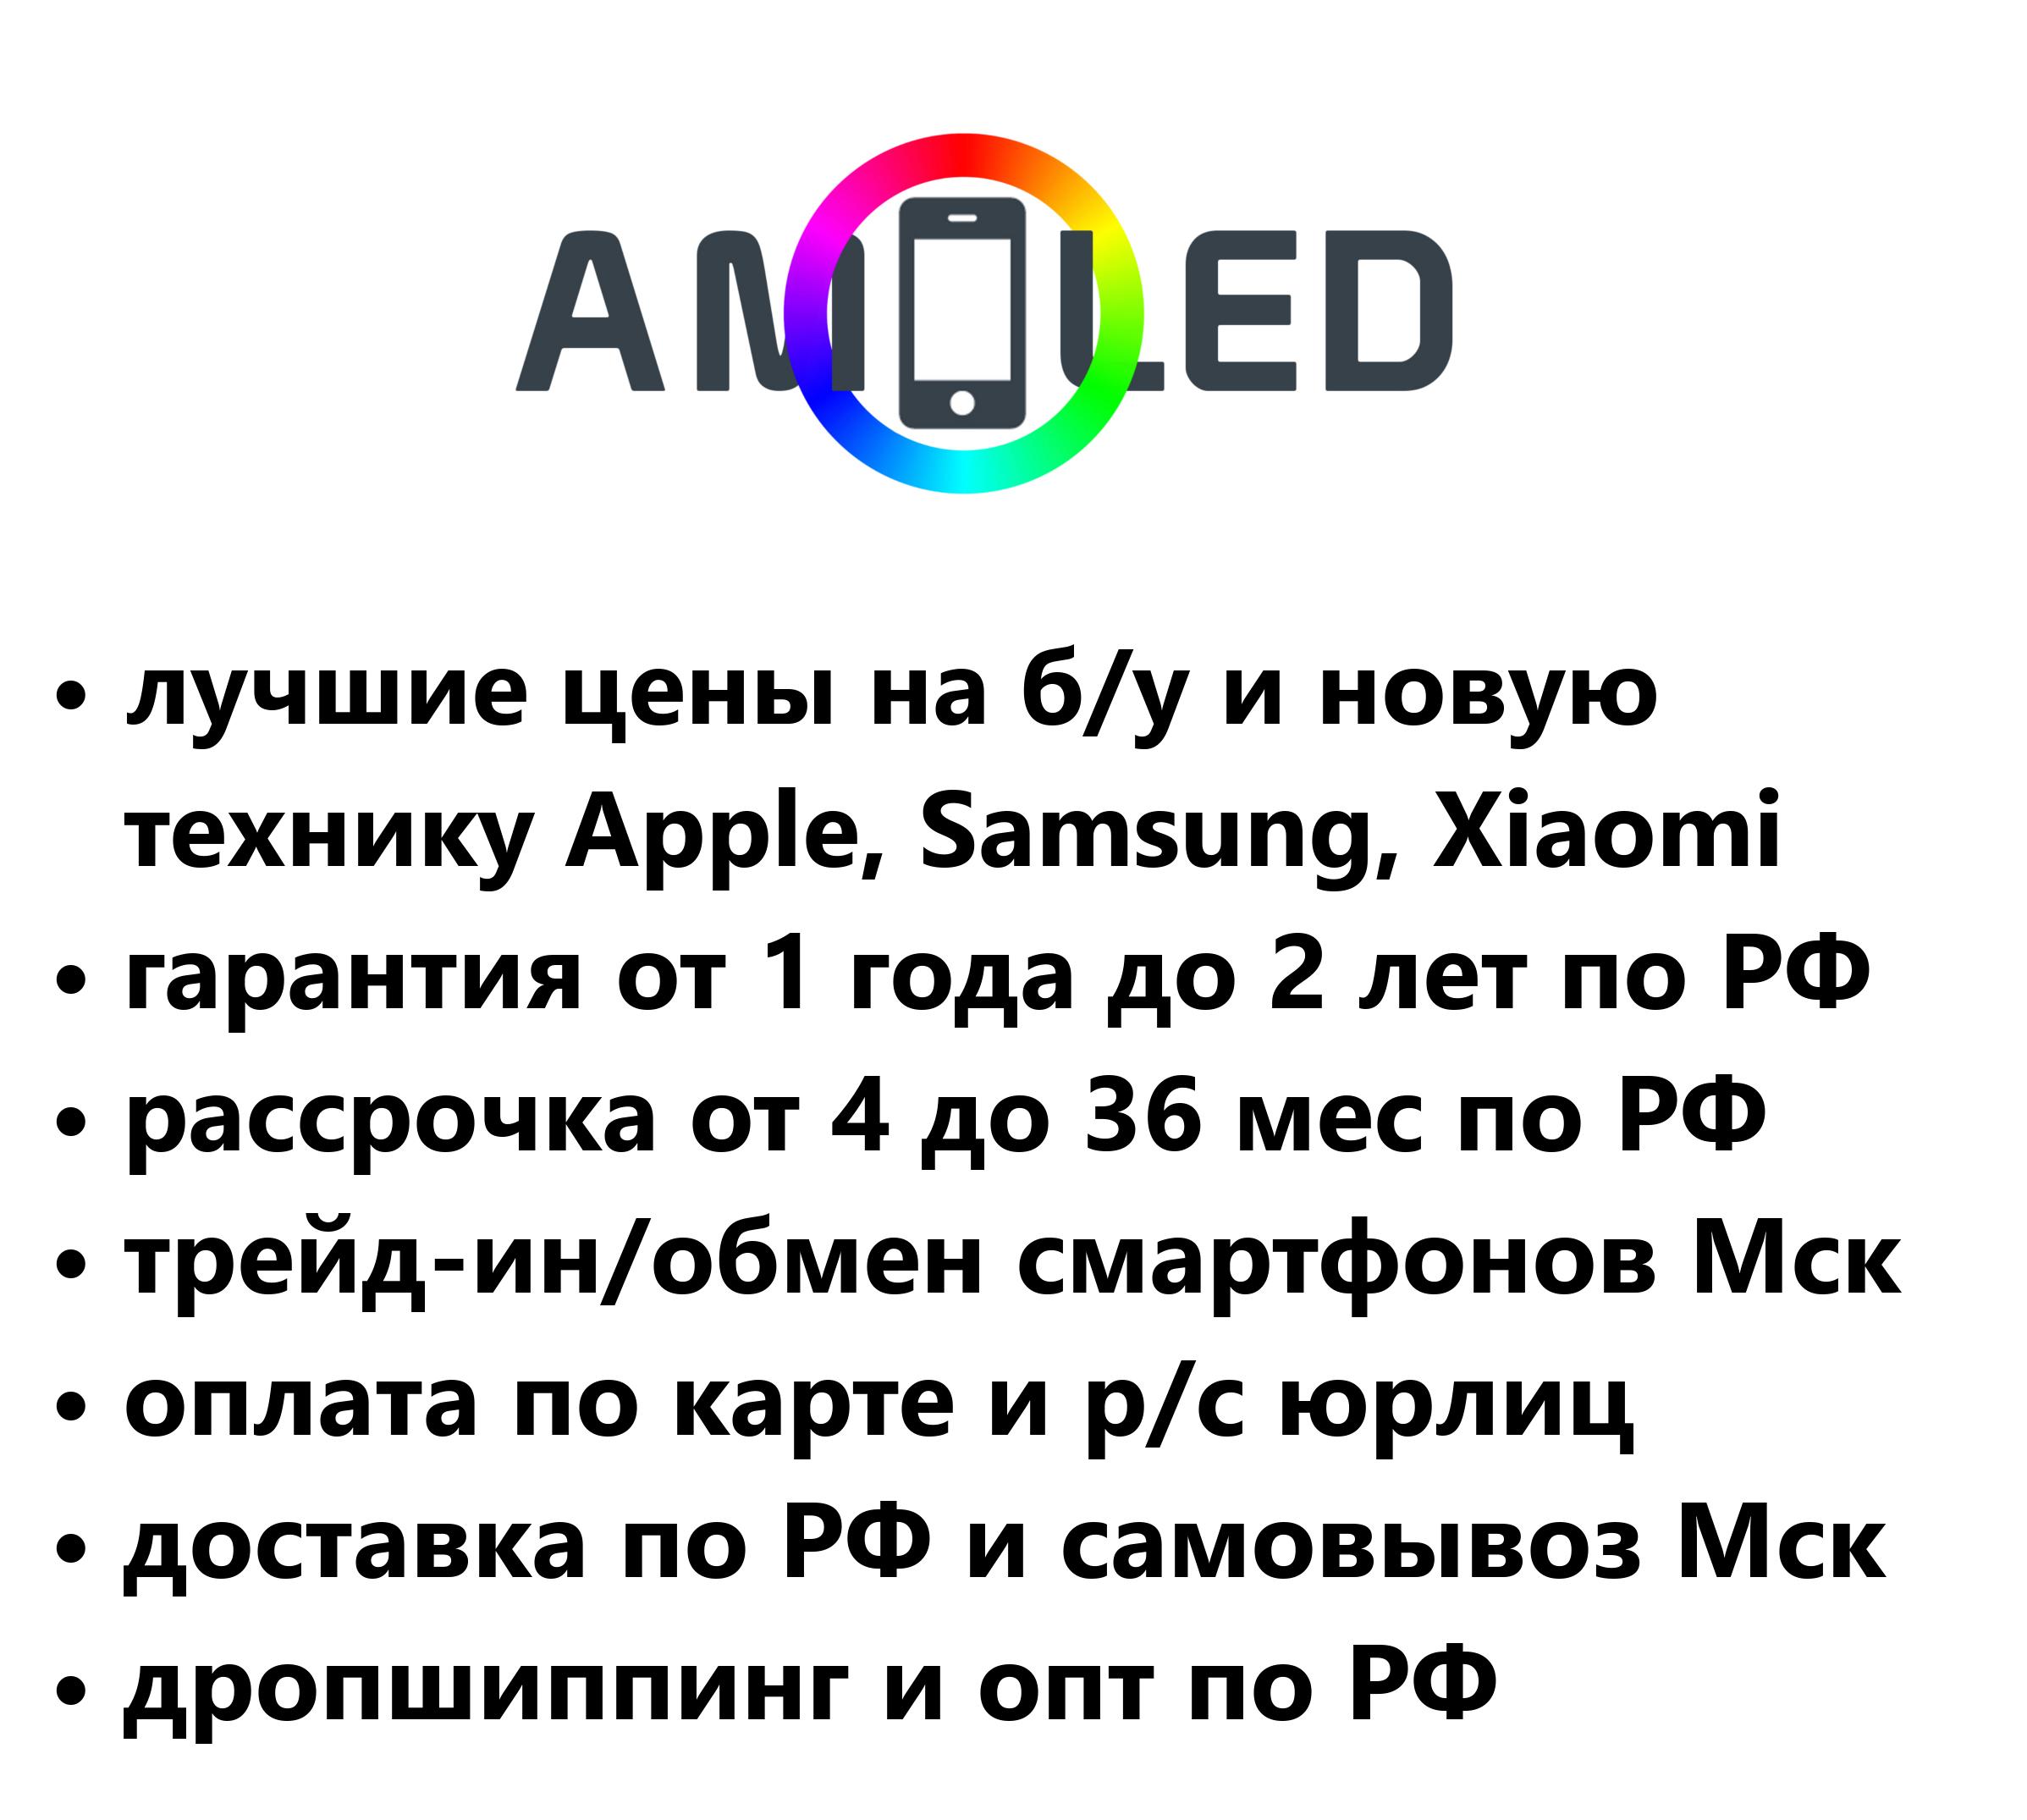 AMOLED
• лучшие цены на б/у и новую
технику Apple, Samsung, Xiaomi
• гарантия от 1 года до 2 лет по РФ
• рассрочка от 4 до 36 мес по РФ
• трейд-ин/обмен смартфонов Мск
• оплата по карте и р/с юрлиц
• доставка по РФ и самовывоз Мск
• дропшиппинг и опт по РФ